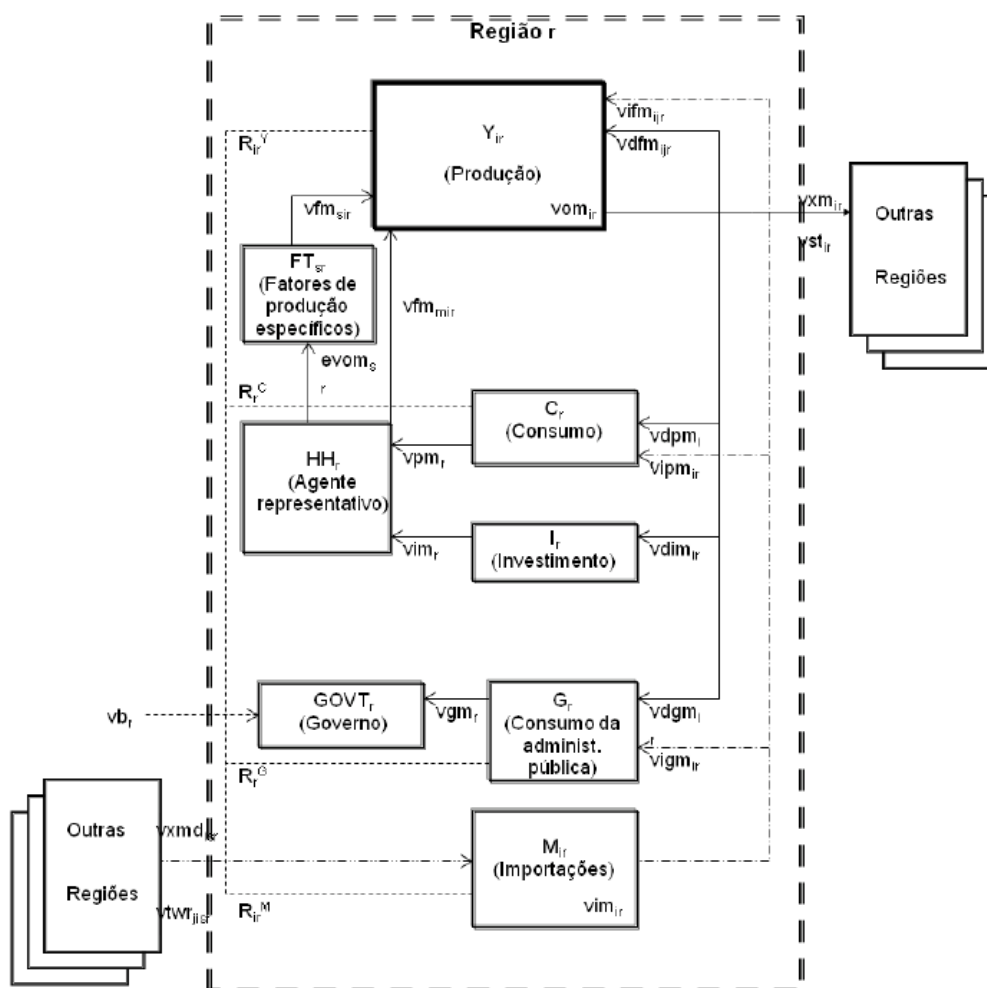 Região r
Y_ir
(Produção)
vom_ir
vifm_ijr
vdfm_ijr
R_ir^Y
vfm_sir
FT_sr
(Fatores de
produção
específicos)
vfm_mir
evom_s
r
vxm_ir
vst_ir
Outras
Regiões
R_r^C
C_r
(Consumo)
vdpm_i
vipm_ir
vpm_r
HH_r
(Agente
representativo)
vim_r
I_r
(Investimento)
vdim_ir
GOVT_r
(Governo)
vb_r
vgm_r
G_r
(Consumo da
administ.
pública)
vdgm_i
r
vigm_ir
R_r^G
Outras
Regiões
vxmd
vtwr_jisr
M_ir
(Importações)
vim_ir
R_ir^M